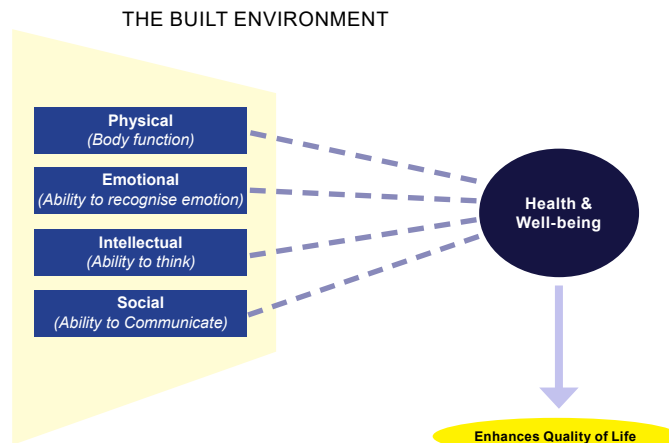 THE BUILT ENVIRONMENT
Physical
(Body function)
Emotional
(Ability to recognise emotion)
Intellectual
(Ability to think)
Social
(Ability to Communicate)
Health &
Well-being
Enhances Quality of Life